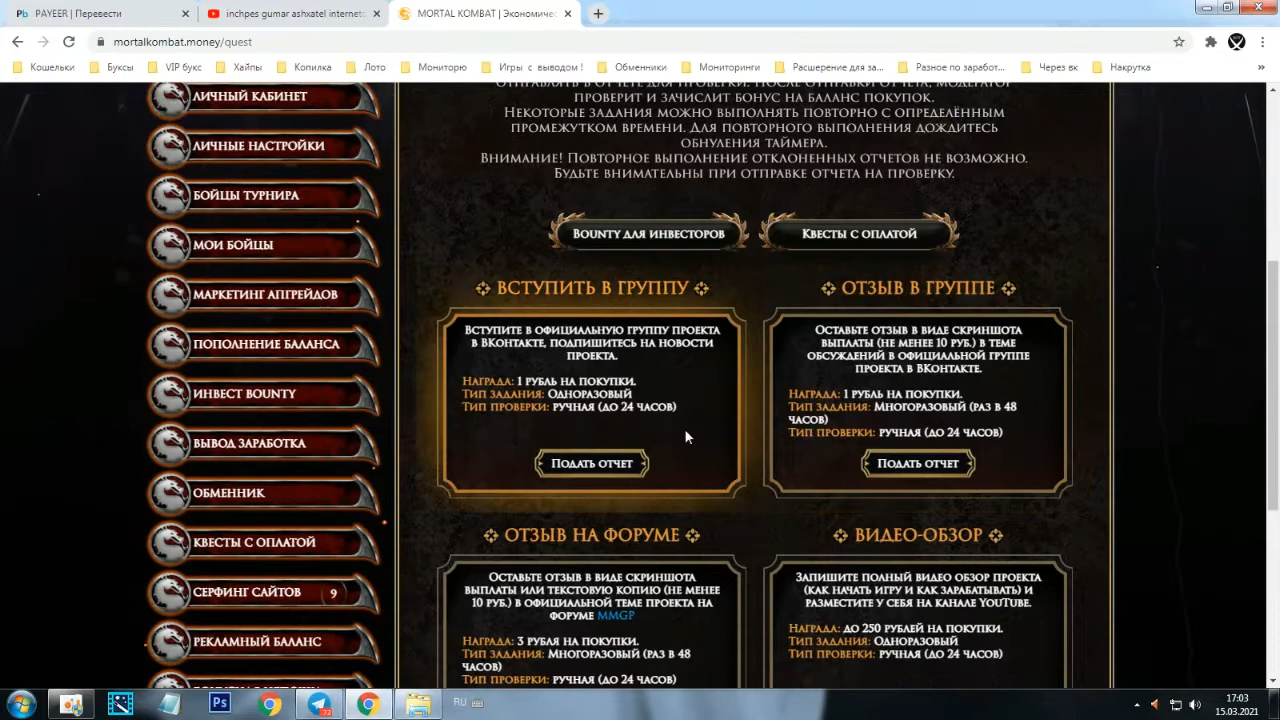 PAYEER | Перевести
inchpes gumar ashxatel internet
MORTAL KOMBAT | Экономичес
mortalkombat.money/quest
Кошельки
Буксы
VIP букс
Хайпы
Копилка
Лото
Мониторю
Игры с выводом !
Обменники
Мониторинги
Расшерение для за...
Разное по заработ...
Через вк
Накрутка
»
ЛИЧНЫЙ КАБИНЕТ
ЛИЧНЫЕ НАСТРОЙКИ
БОЙЦЫ ТУРНИРА
МОИ БОЙЦЫ
МАРКЕТИНГ АПГРЕЙДОВ
ПОПОЛНЕНИЕ БАЛАНСА
ИНВЕСТ BOUNTY
ВЫВОД ЗАРАБОТКА
ОБМЕННИК
КВЕСТЫ С ОПЛАТОЙ
СЕРФИНГ САЙТОВ 9
РЕКЛАМНЫЙ БАЛАНС
ОТПРАВЛЯТЬ В ОТЧЕТЕ ДЛЯ ПРОВЕРКИ. ПОСЛЕ ОТПРАВКИ ОТЧЕТА, МОДЕРАТОР
ПРОВЕРИТ И ЗАЧИСЛИТ БОНУС НА БАЛАНС ПОКУПОК.
НЕКОТОРЫЕ ЗАДАНИЯ МОЖНО ВЫПОЛНЯТЬ ПОВТОРНО С ОПРЕДЕЛЁННЫМ
ПРОМЕЖУТКОМ ВРЕМЕНИ. ДЛЯ ПОВТОРНОГО ВЫПОЛНЕНИЯ ДОЖДИТЕСЬ
ОБНУЛЕНИЯ ТАЙМЕРА.
ВНИМАНИЕ! ПОВТОРНОЕ ВЫПОЛНЕНИЕ ОТКЛОНЕННЫХ ОТЧЕТОВ НЕ ВОЗМОЖНО.
БУДЬТЕ ВНИМАТЕЛЬНЫ ПРИ ОТПРАВКЕ ОТЧЕТА НА ПРОВЕРКУ.
BOUNTY ДЛЯ ИНВЕСТОРОВ
КВЕСТЫ С ОПЛАТОЙ
ВСТУПИТЬ В ГРУППУ
ВСТУПИТЕ В ОФИЦИАЛЬНУЮ ГРУППУ ПРОЕКТА
В ВКОНТАКТЕ, ПОДПИШИТЕСЬ НА НОВОСТИ
ПРОЕКТА.
НАГРАДА: 1 РУБЛЬ НА ПОКУПКИ.
ТИП ЗАДАНИЯ: ОДНОРАЗОВЫЙ
ТИП ПРОВЕРКИ: РУЧНАЯ (ДО 24 ЧАСОВ)
ПОДАТЬ ОТЧЕТ
ОТЗЫВ В ГРУППЕ
ОСТАВЬТЕ ОТЗЫВ В ВИДЕ СКРИНШОТА
ВЫПЛАТЫ (НЕ МЕНЕЕ 10 РУБ.) В ТЕМЕ
ОБСУЖДЕНИЙ В ОФИЦИАЛЬНОЙ ГРУППЕ
ПРОЕКТА В ВКОНТАКТЕ.
НАГРАДА: 1 РУБЛЬ НА ПОКУПКИ.
ТИП ЗАДАНИЯ: МНОГОРАЗОВЫЙ (РАЗ В 48
ЧАСОВ)
ТИП ПРОВЕРКИ: РУЧНАЯ (ДО 24 ЧАСОВ)
ПОДАТЬ ОТЧЕТ
ОТЗЫВ НА ФОРУМЕ
ОСТАВЬТЕ ОТЗЫВ В ВИДЕ СКРИНШОТА
ВЫПЛАТЫ ИЛИ ТЕКСТОВУЮ КОПИЮ (НЕ МЕНЕЕ
10 РУБ.) В ОФИЦИАЛЬНОЙ ТЕМЕ ПРОЕКТА НА
ФОРУМЕ MMGP
НАГРАДА: 3 РУБЛЯ НА ПОКУПКИ.
ТИП ЗАДАНИЯ: МНОГОРАЗОВЫЙ (РАЗ В 48
ЧАСОВ)
ТИП ПРОВЕРКИ: РУЧНАЯ (ДО 24 ЧАСОВ)
ВИДЕО-ОБЗОР
ЗАПИШИТЕ ПОЛНЫЙ ВИДЕО ОБЗОР ПРОЕКТА
(КАК НАЧАТЬ ИГРУ И КАК ЗАРАБАТЫВАТЬ) И
РАЗМЕСТИТЕ У СЕБЯ НА КАНАЛЕ YOUTUBE.
НАГРАДА: ДО 250 РУБЛЕЙ НА ПОКУПКИ.
ТИП ЗАДАНИЯ: ОДНОРАЗОВЫЙ
ТИП ПРОВЕРКИ: РУЧНАЯ (ДО 24 ЧАСОВ)
Ps
RU
17:03
15.03.2021